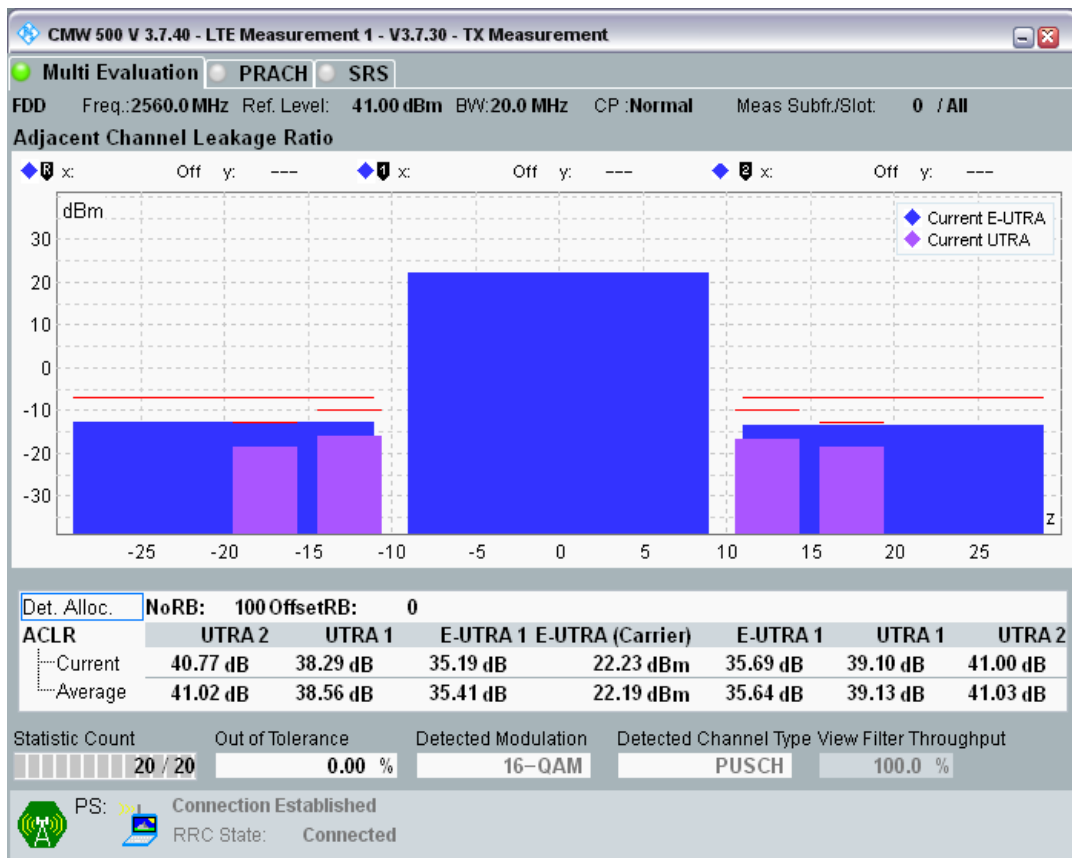 CMW 500 V 3.7.40 - LTE Measurement 1 - V3.7.30 - TX Measurement
Multi Evaluation PRACH SRS
FDD Freq.:2560.0 MHz Ref. Level: 41.00 dBm BW:20.0 MHz CP :Normal Meas Subfr./Slot: 0 / All
Adjacent Channel Leakage Ratio
R x: Off y: --- 1 x: Off y: --- 2 x: Off y: ---
dBm
Current E-UTRA
Current UTRA
30
20
10
0
-10
-20
-30
z
-25 -20 -15 -10 -5 0 5 10 15 20 25
Det. Alloc. NoRB: 100 OffsetRB: 0
ACLR UTRA 2 UTRA 1 E-UTRA 1 E-UTRA (Carrier) E-UTRA 1 UTRA 1 UTRA 2
Current 40.77 dB 38.29 dB 35.19 dB 22.23 dBm 35.69 dB 39.10 dB 41.00 dB
Average 41.02 dB 38.56 dB 35.41 dB 22.19 dBm 35.64 dB 39.13 dB 41.03 dB
Statistic Count Out of Tolerance Detected Modulation Detected Channel Type View Filter Throughput
20 / 20 0.00 % 16-QAM PUSCH 100.0 %
PS: Connection Established
RRC State: Connected